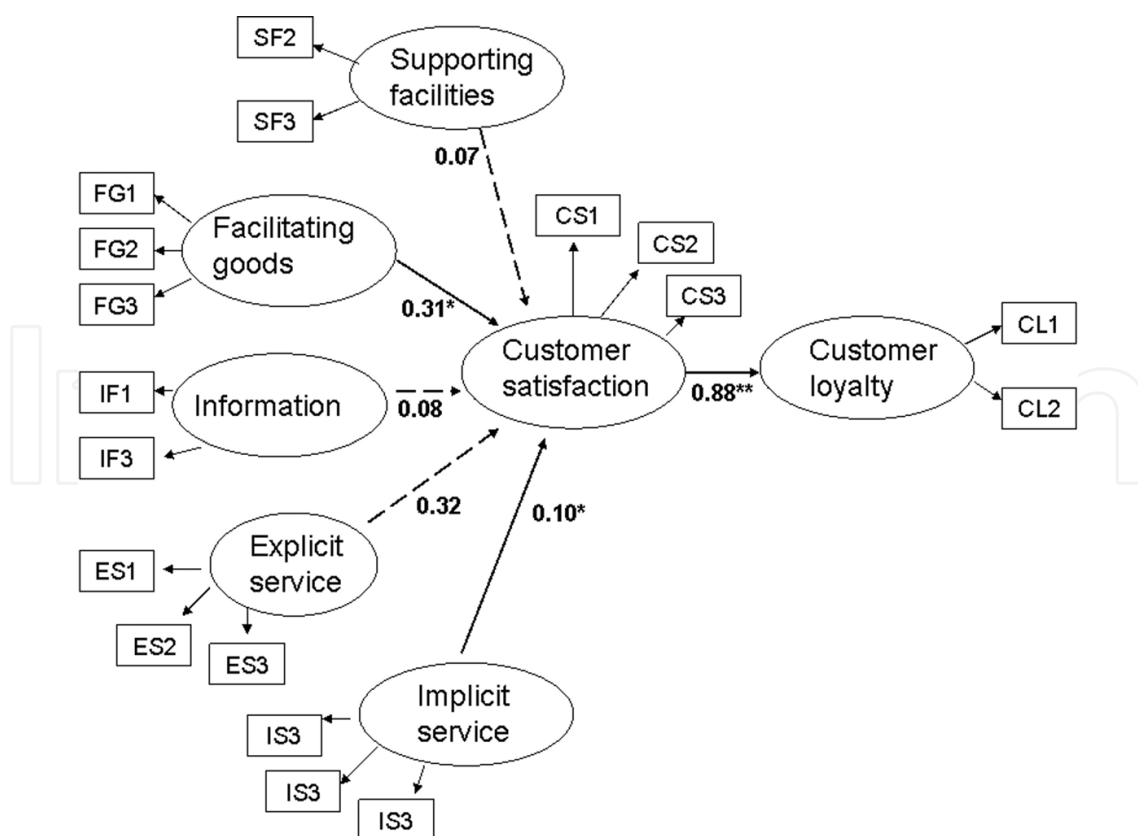 SF2
Supporting
facilities
SF3
0.07
FG1
Facilitating
goods
FG2
FG3
0.31*
CS1
CS2
CS3
Customer
satisfaction
0.88**
Customer
loyalty
CL1
CL2
IF1
Information
0.08
IF3
0.32
Explicit
service
ES1
ES2
ES3
0.10*
Implicit
service
IS3
IS3
IS3